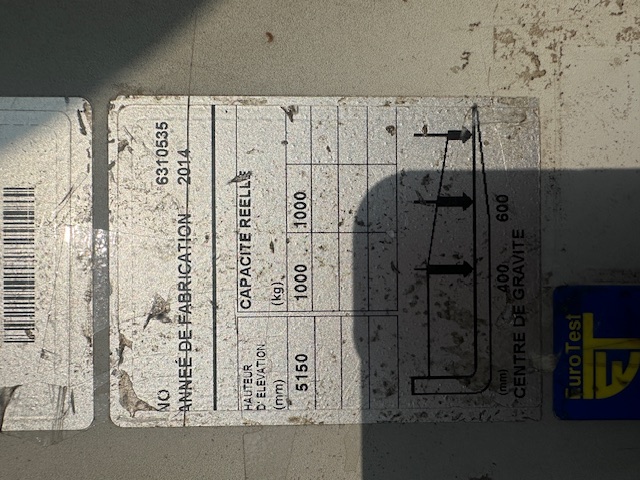 NO 6310535
ANNEÉ DE FABRICATION 2014
HAUTEUR D'ELEVATION (mm)
CAPACITE REELLE (kg)
5150 1000 1000
(mm) 400 600
CENTRE DE GRAVITE
EuroTest